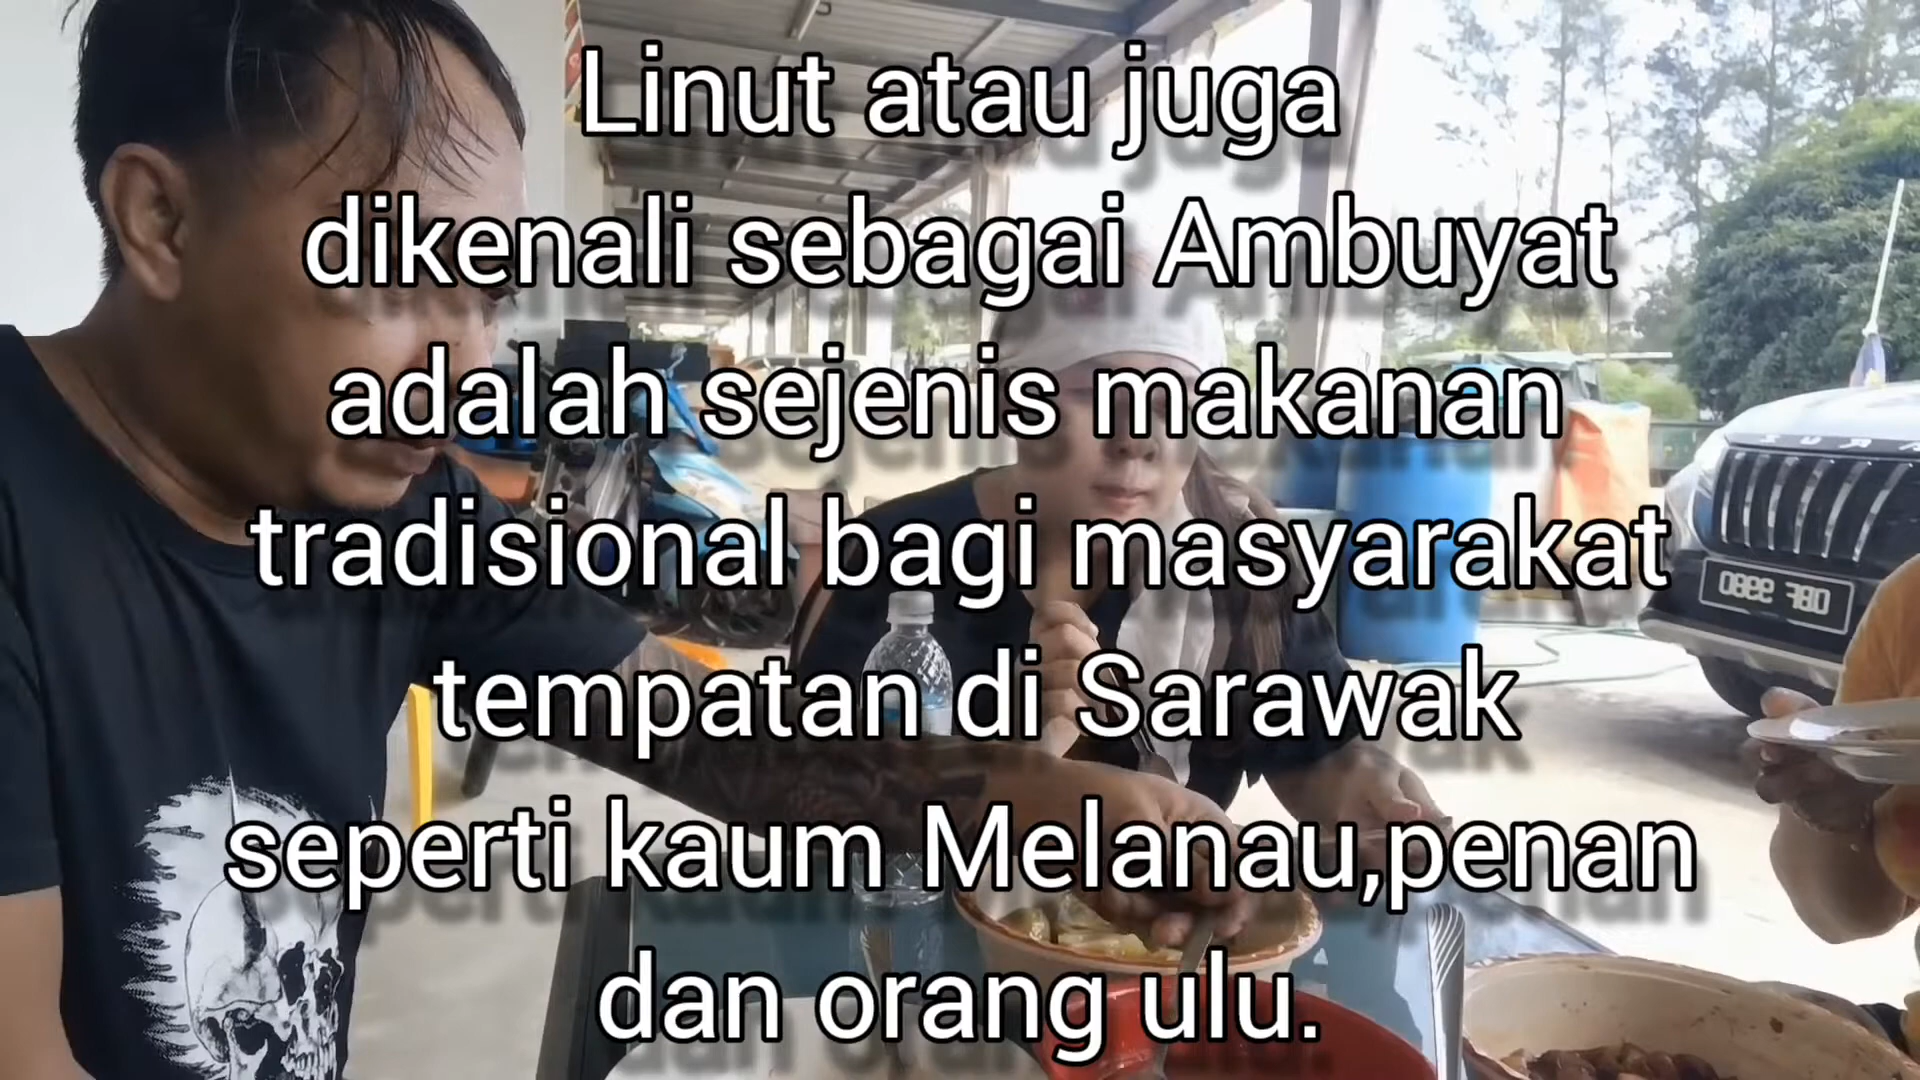 Linut atau juga
dikenali sebagai Ambuyat
adalah sejenis makanan
tradisional bagi masyarakat
tempatan di Sarawak
seperti kaum Melanau,penan
dan orang ulu.